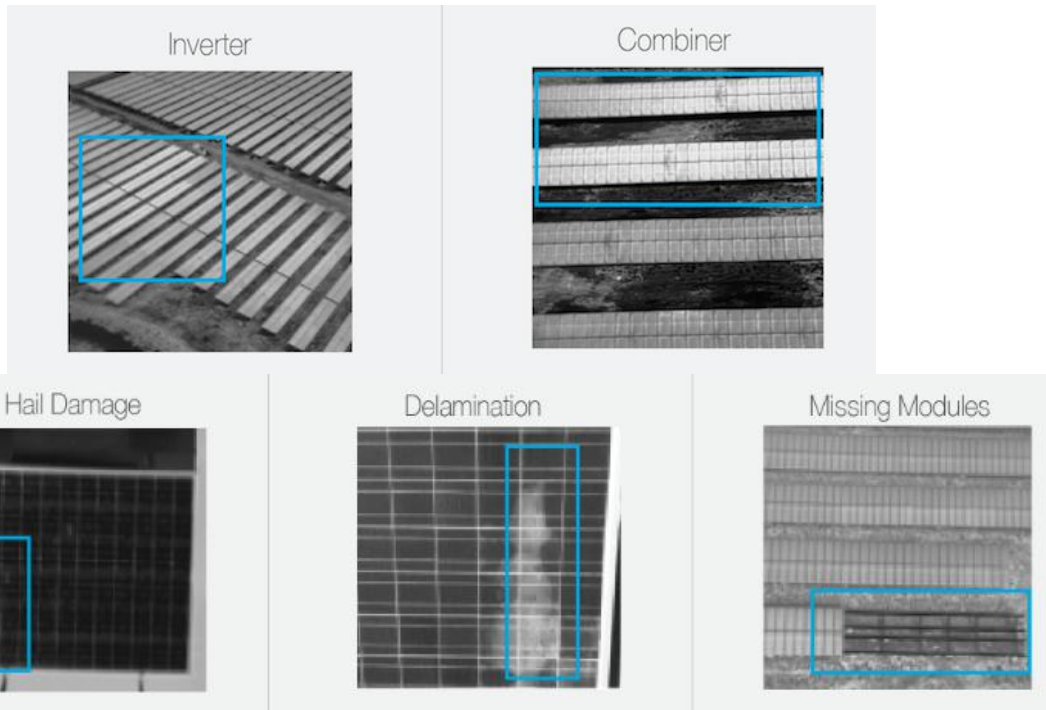 Inverter
Combiner
Hail Damage
Delamination
Missing Modules